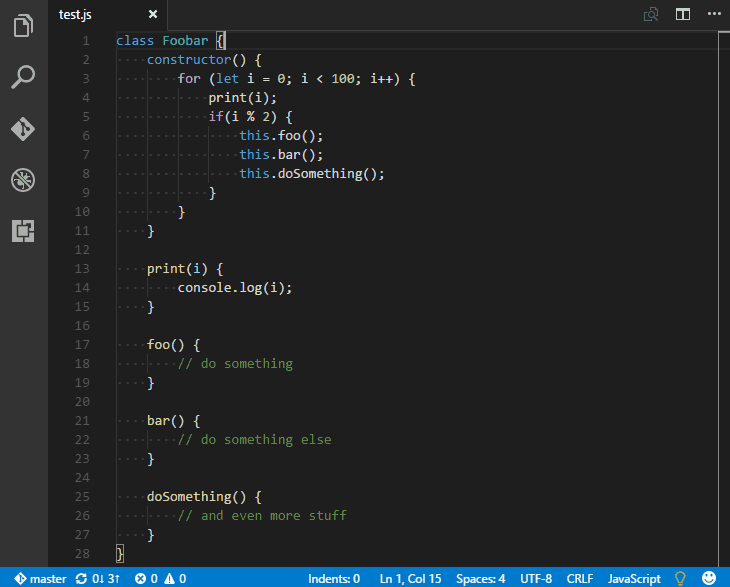 test.js
1 class Foobar {
2     constructor() {
3         for (let i = 0; i < 100; i++) {
4             print(i);
5             if(i % 2) {
6                 this.foo();
7                 this.bar();
8                 this.doSomething();
9             }
10         }
11     }
12
13     print(i) {
14         console.log(i);
15     }
16
17     foo() {
18         // do something
19     }
20
21     bar() {
22         // do something else
23     }
24
25     doSomething() {
26         // and even more stuff
27     }
28 }
master 0↓ 3↑ 0 0 Indents: 0 Ln 1, Col 15 Spaces: 4 UTF-8 CRLF JavaScript